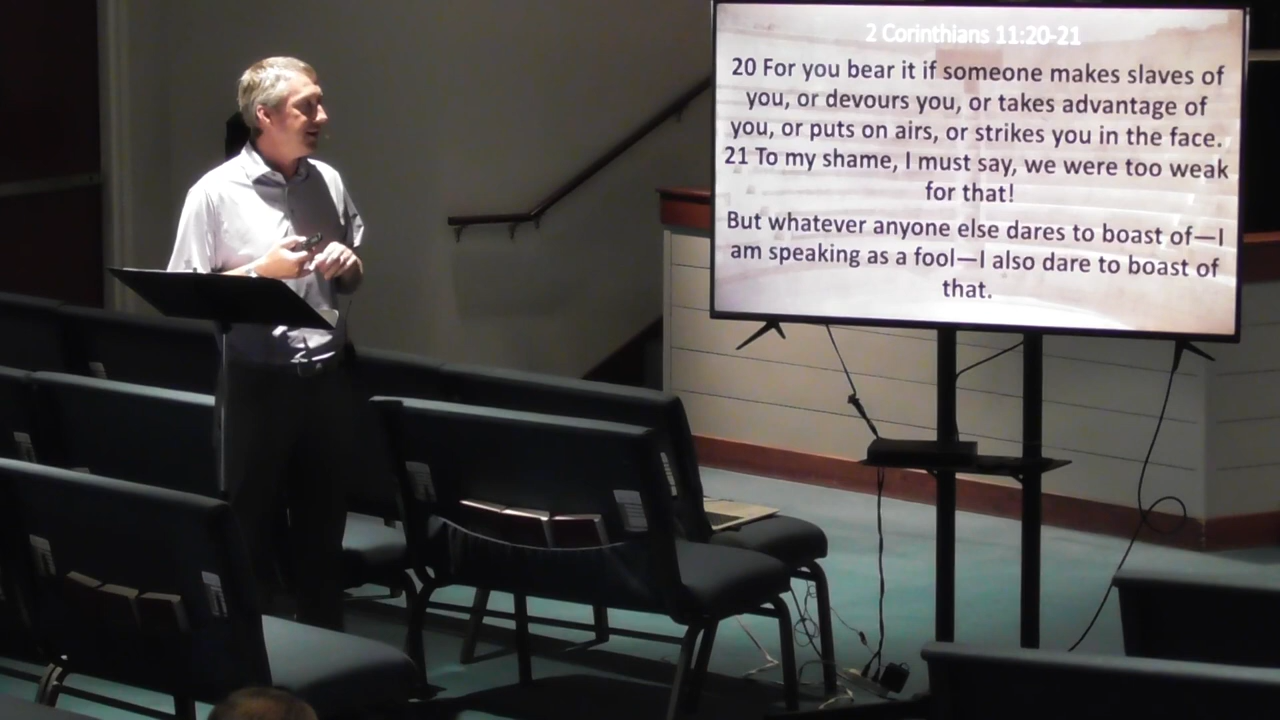 2 Corinthians 11:20-21
20 For you bear it if someone makes slaves of
you, or devours you, or takes advantage of
you, or puts on airs, or strikes you in the face.
21 To my shame, I must say, we were too weak
for that!
But whatever anyone else dares to boast of—I
am speaking as a fool—I also dare to boast of
that.